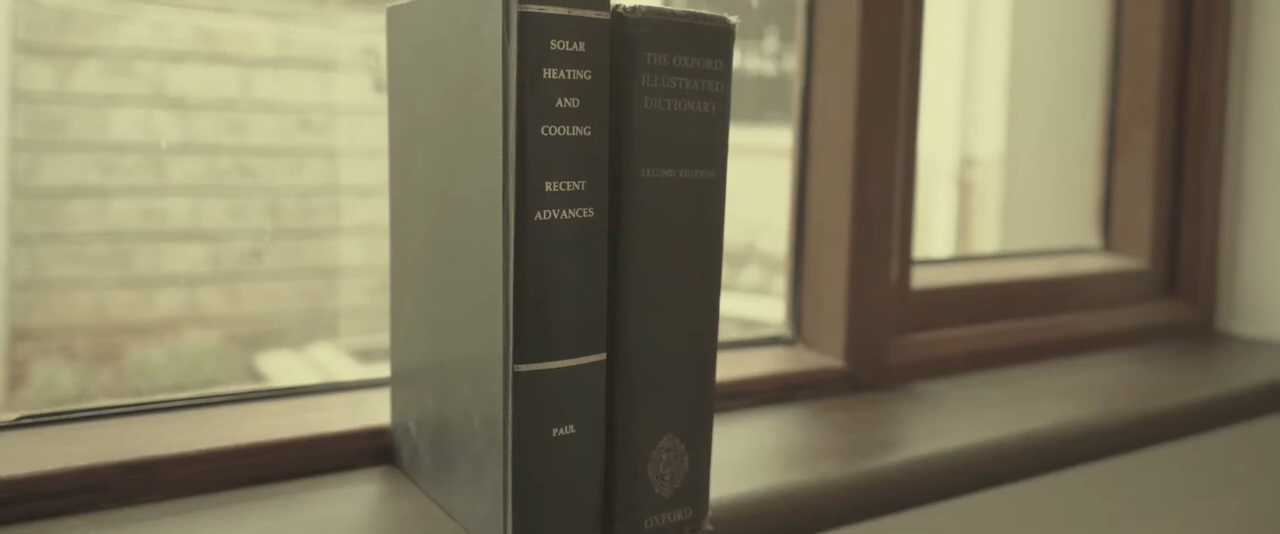 SOLAR
HEATING
AND
COOLING
RECENT
ADVANCES
PAUL
THE OXFORD
ILLUSTRATED
DICTIONARY
SECOND EDITION
OXFORD